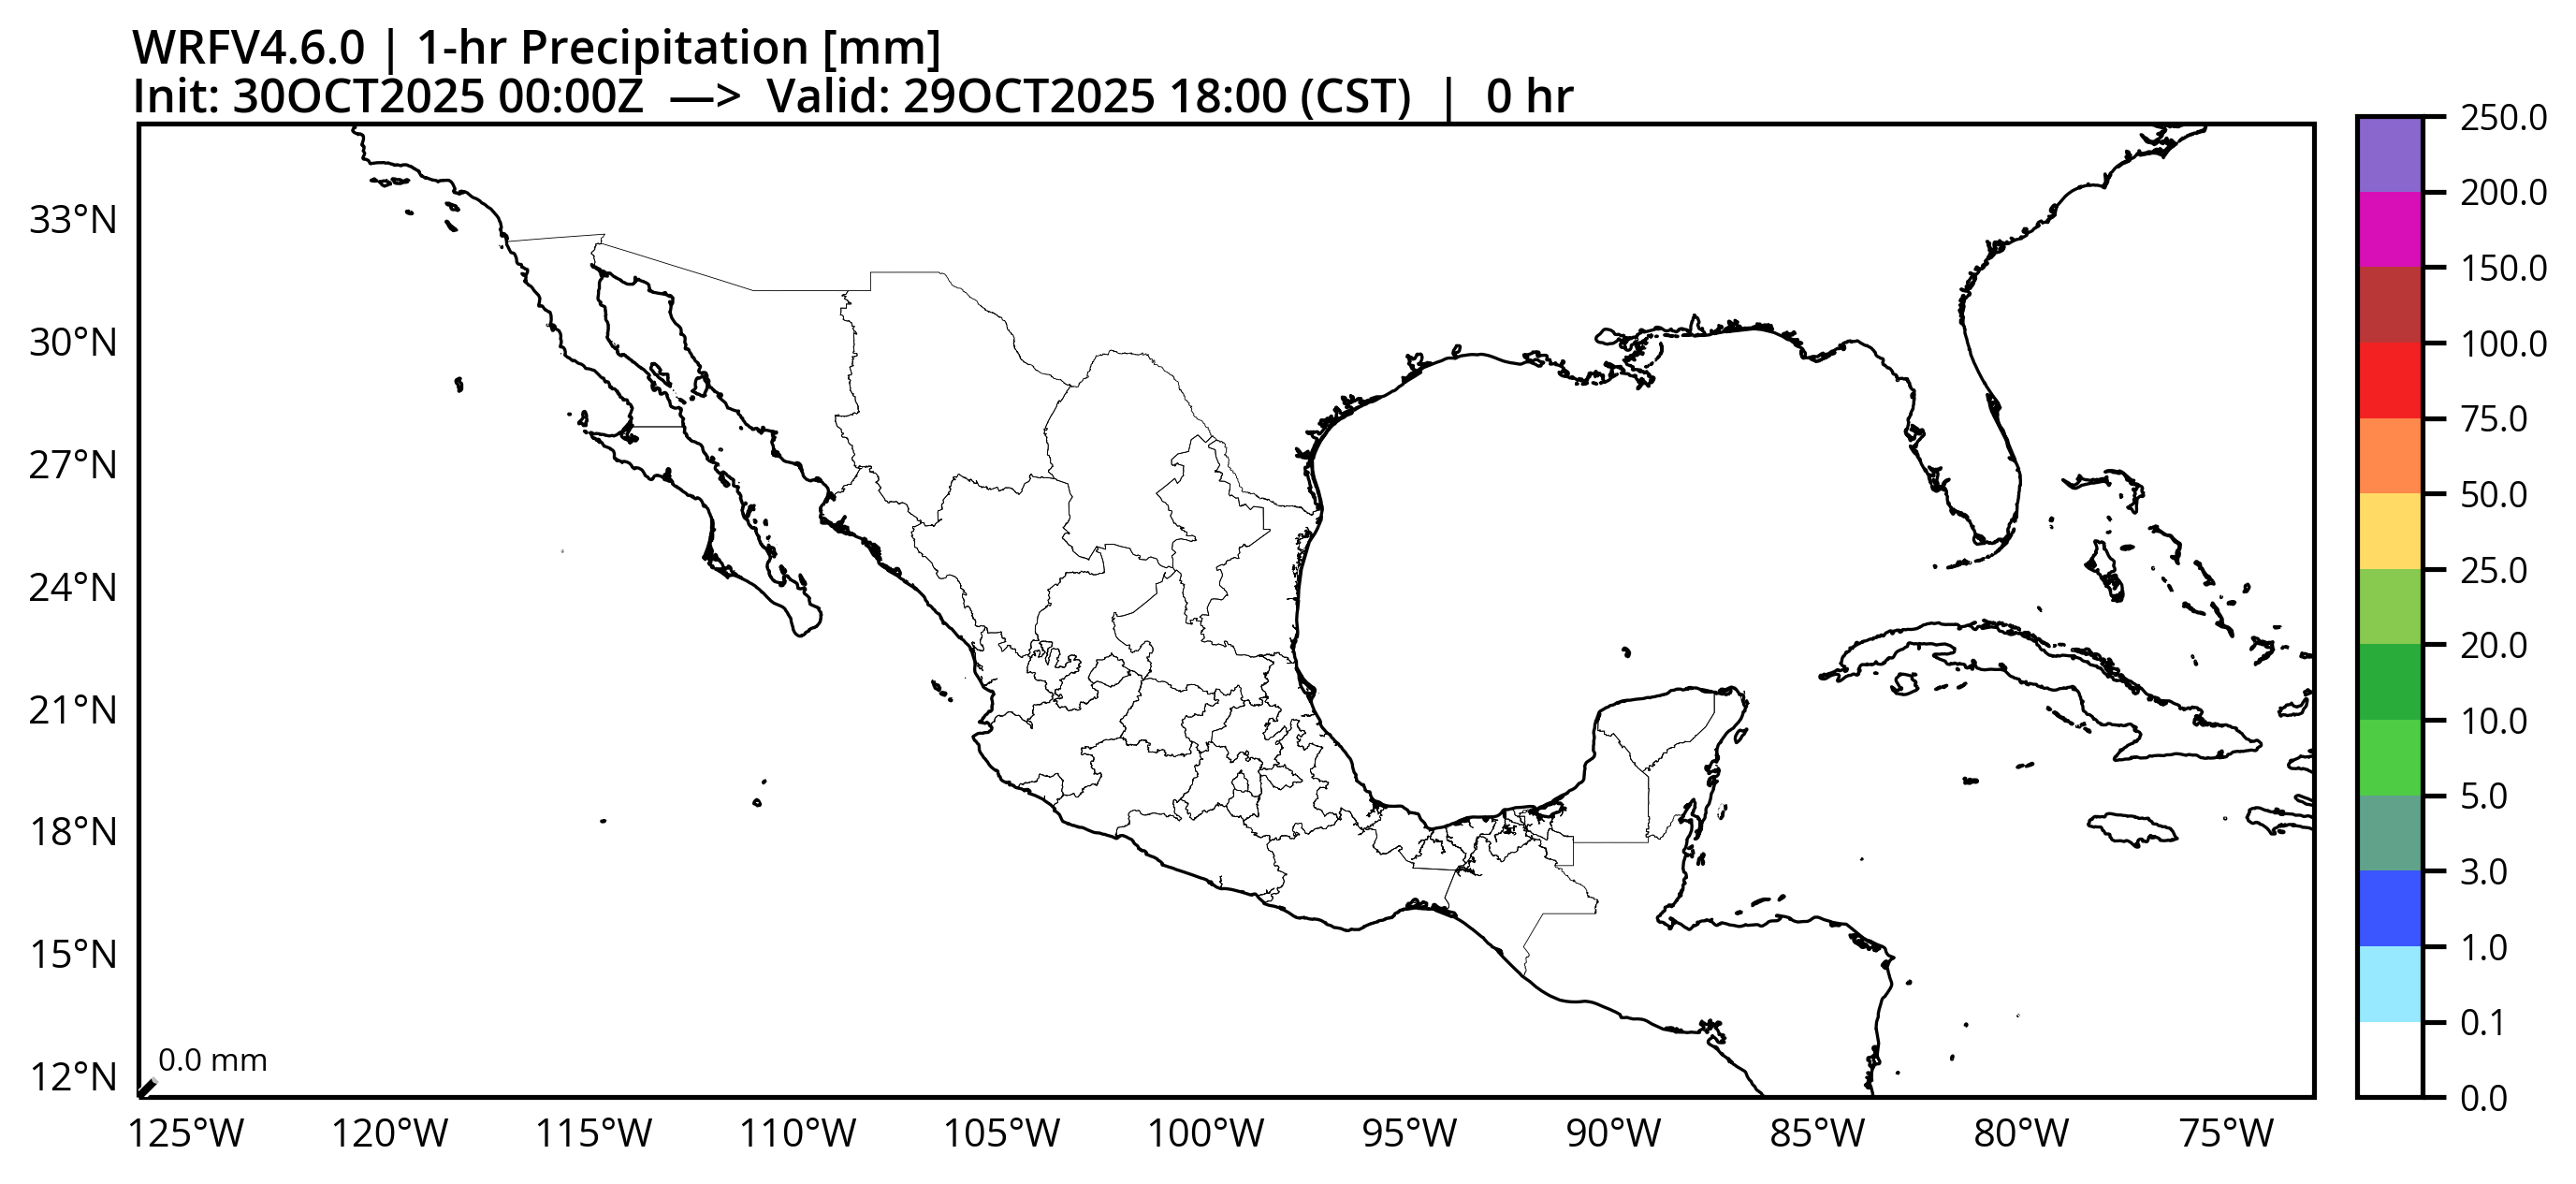 WRFV4.6.0 | 1-hr Precipitation [mm]
Init: 30OCT2025 00:00Z —> Valid: 29OCT2025 18:00 (CST) | 0 hr
33°N
30°N
27°N
24°N
21°N
18°N
15°N
12°N
0.0 mm
125°W 120°W 115°W 110°W 105°W 100°W 95°W 90°W 85°W 80°W 75°W
250.0
200.0
150.0
100.0
75.0
50.0
25.0
20.0
10.0
5.0
3.0
1.0
0.1
0.0